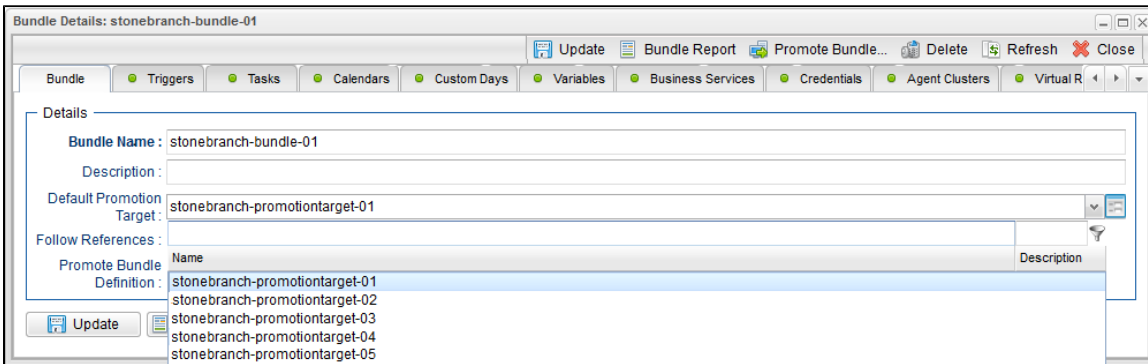 Bundle Details: stonebranch-bundle-01
Update Bundle Report Promote Bundle... Delete Refresh Close
Bundle Triggers Tasks Calendars Custom Days Variables Business Services Credentials Agent Clusters Virtual R
Details
Bundle Name : stonebranch-bundle-01
Description :
Default Promotion Target : stonebranch-promotiontarget-01
Follow References :
Name Description
Promote Bundle Definition :
stonebranch-promotiontarget-01
stonebranch-promotiontarget-02
stonebranch-promotiontarget-03
stonebranch-promotiontarget-04
stonebranch-promotiontarget-05
Update